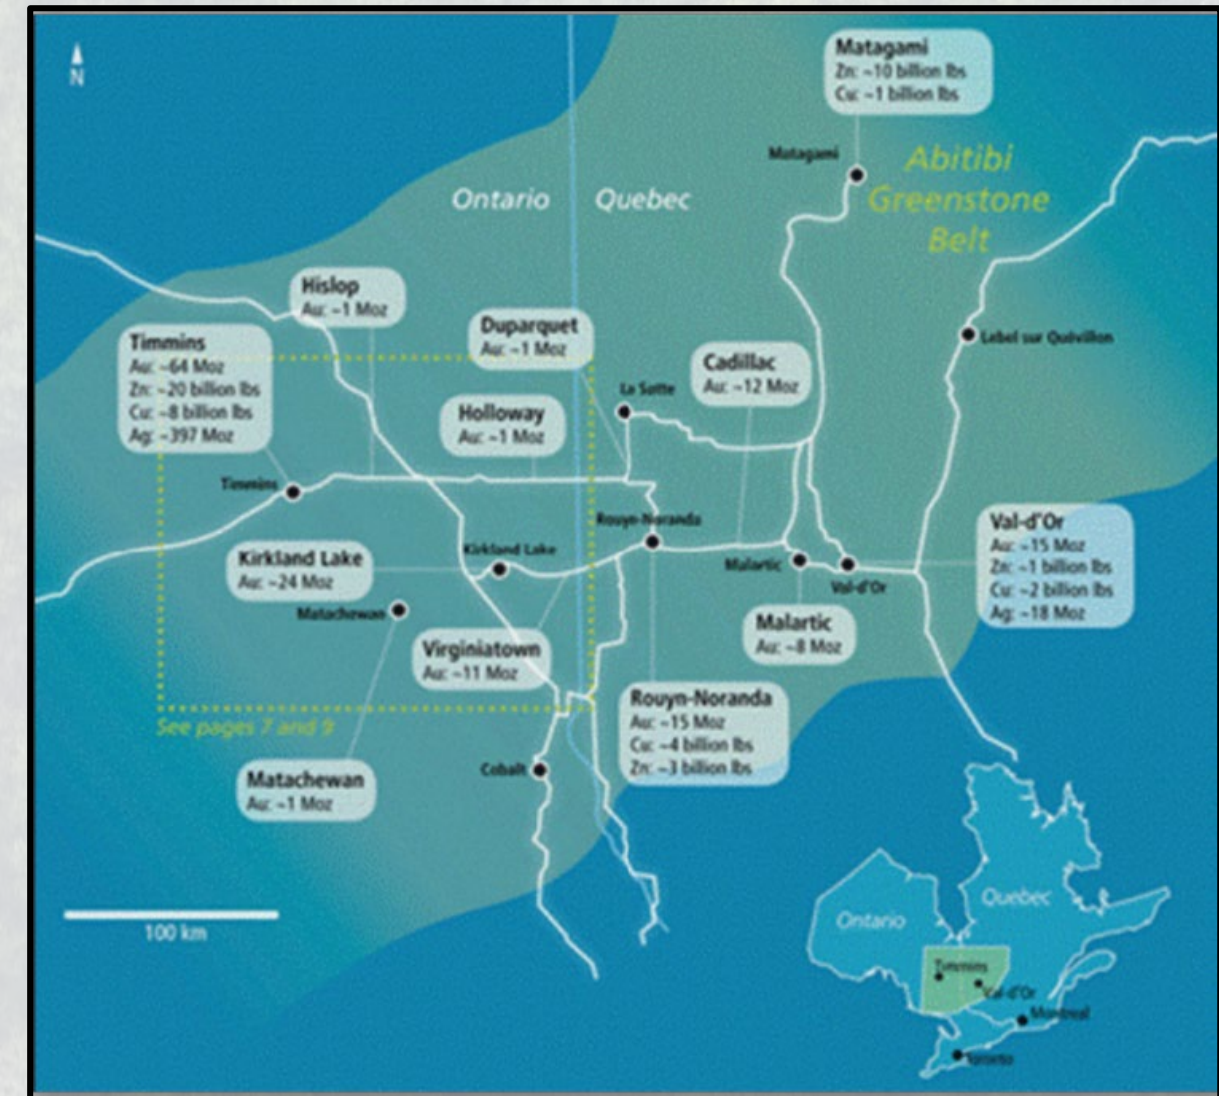 N
Matagami
Zn: ~10 billion lbs
Cu: ~1 billion lbs
Matagami
Abitibi
Greenstone
Belt
Ontario
Quebec
Hislop
Au: ~1 Moz
Timmins
Au: ~64 Moz
Zn: ~20 billion lbs
Cu: ~8 billion lbs
Ag: ~397 Moz
Duparquet
Au: ~1 Moz
Cadillac
Au: ~12 Moz
Label sur Quévillon
La Sotte
Holloway
Au: ~1 Moz
Timmins
Rouyn-Noranda
Kirkland Lake
Kirkland Lake
Au: ~24 Moz
Malartic
Val-d'Or
Val-d'Or
Au: ~15 Moz
Zn: ~1 billion lbs
Cu: ~2 billion lbs
Ag: ~18 Moz
Matachewan
Virginiatown
Au: ~11 Moz
Malartic
Au: ~8 Moz
Rouyn-Noranda
Au: ~15 Moz
Cu: ~4 billion lbs
Zn: ~3 billion lbs
See pages 7 and 9
Matachewan
Au: ~1 Moz
Cobalt
100 km
Ontario
Quebec
Timmins
Val-d'Or
Montreal
Toronto